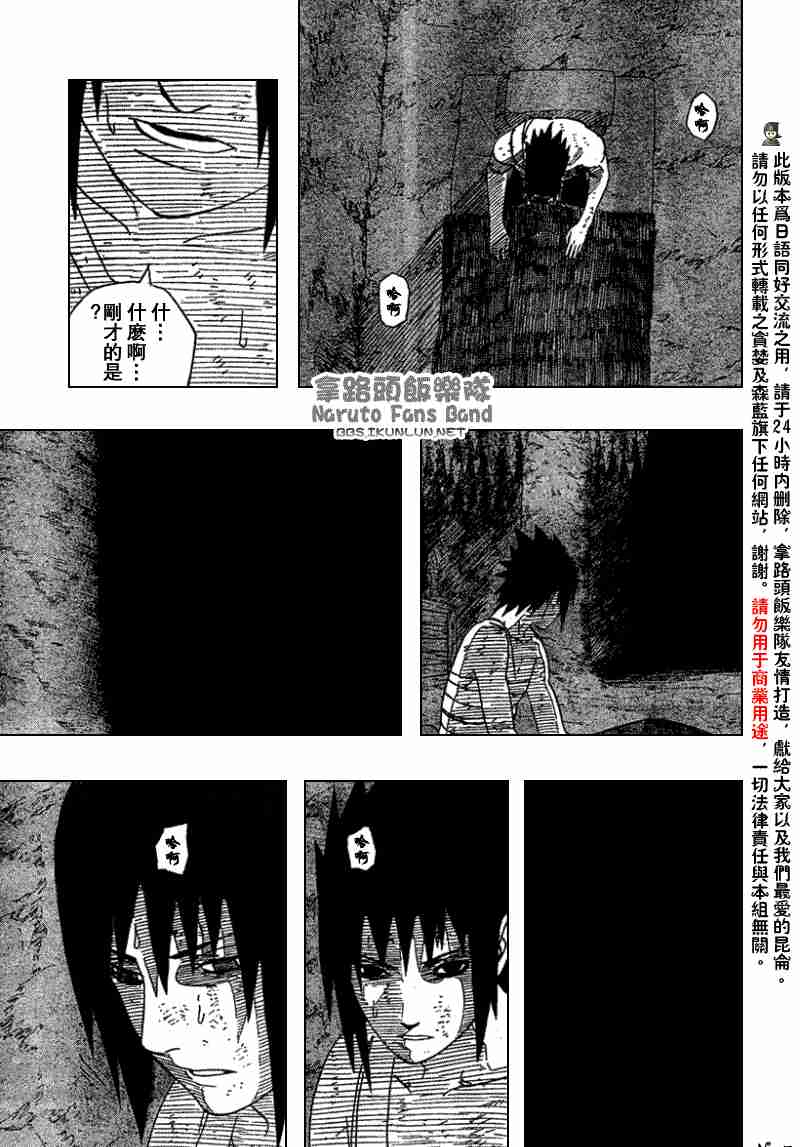 哈啊
哈啊
什…
什麼啊…
剛才的是
?
拿路頭飯樂隊
Naruto Fans Band
BBS.IKUNLUN.NET
哈啊
哈啊
此版本爲日語同好交流之用，請于24小時内删除，拿路頭飯樂隊友情打造，獻給大家以及我們最愛的昆侖。
請勿以任何形式轉載之貪婪及森藍旗下任何網站，謝謝。請勿用于商業用途，一切法律責任與本組無關。